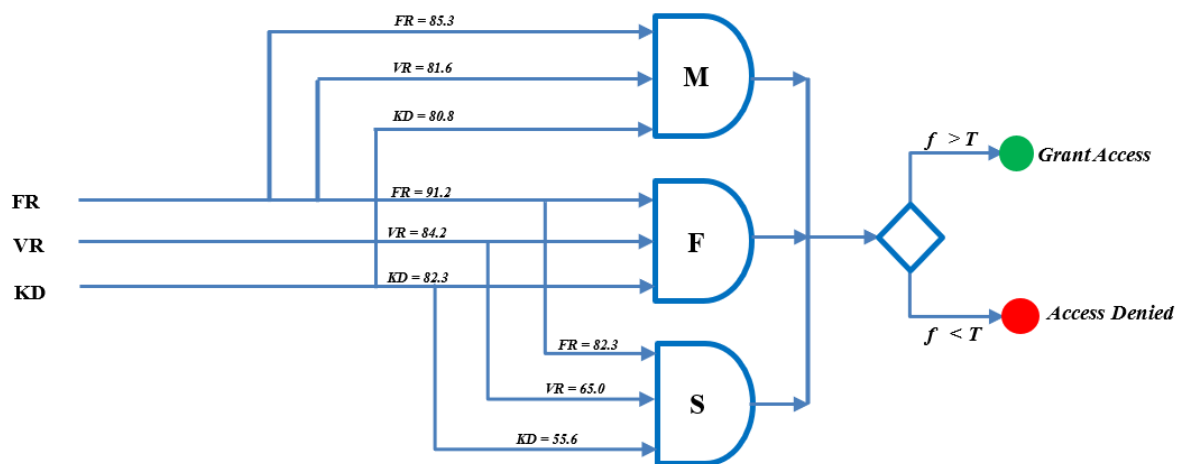 FR = 85.3
VR = 81.6
M
KD = 80.8
f > T
Grant Access
FR
FR = 91.2
VR
VR = 84.2
F
KD
KD = 82.3
Access Denied
f < T
FR = 82.3
VR = 65.0
S
KD = 55.6